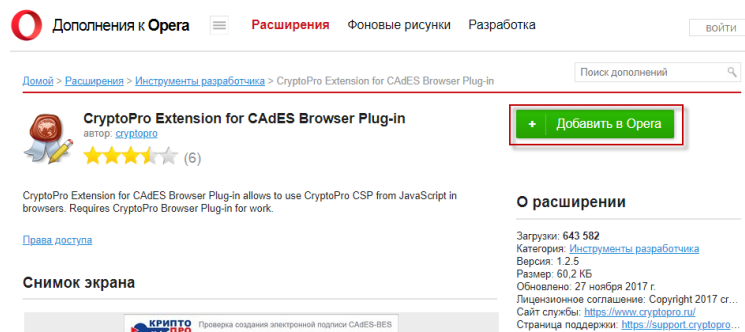 Дополнения к Opera
Расширения Фоновые рисунки Разработка
ВОЙТИ
Домой > Расширения > Инструменты разработчика > CryptoPro Extension for CAdES Browser Plug-in
Поиск дополнений
CryptoPro Extension for CAdES Browser Plug-in
автор: cryptopro
(6)
+ Добавить в Opera
CryptoPro Extension for CAdES Browser Plug-in allows to use CryptoPro CSP from JavaScript in
browsers. Requires CryptoPro Browser Plug-in for work.
Права доступа
Снимок экрана
КРИПТО
ПРО
Проверка создания электронной подписи CAdES-BES
О расширении
Загрузки: 643 582
Категория: Инструменты разработчика
Версия: 1.2.5
Размер: 60,2 КБ
Обновлено: 27 ноября 2017 г.
Лицензионное соглашение: Copyright 2017 cr...
Сайт службы: https://www.cryptopro.ru/
Страница поддержки: https://support.cryptopro...